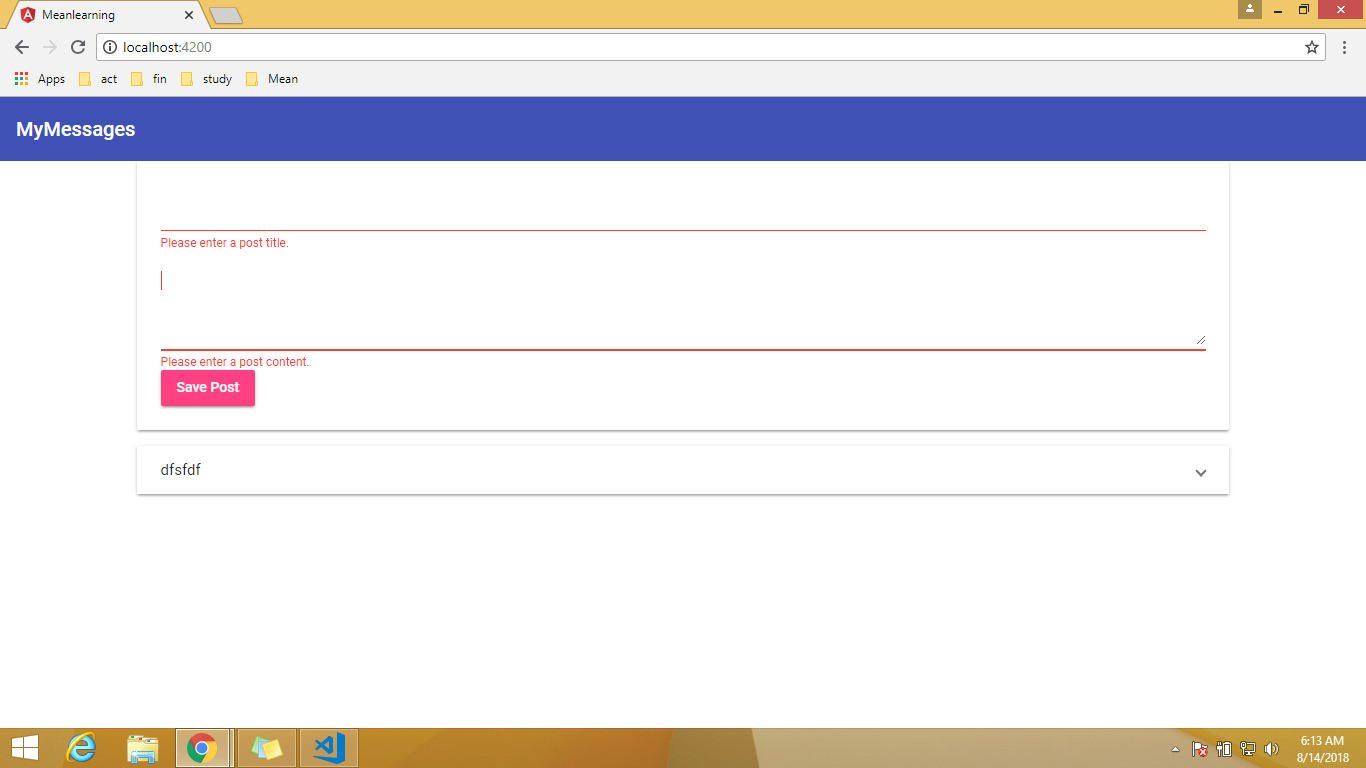 Meanlearning
localhost:4200
Apps act fin study Mean
MyMessages
Please enter a post title.
Please enter a post content.
Save Post
dfsfdf
6:13 AM
8/14/2018